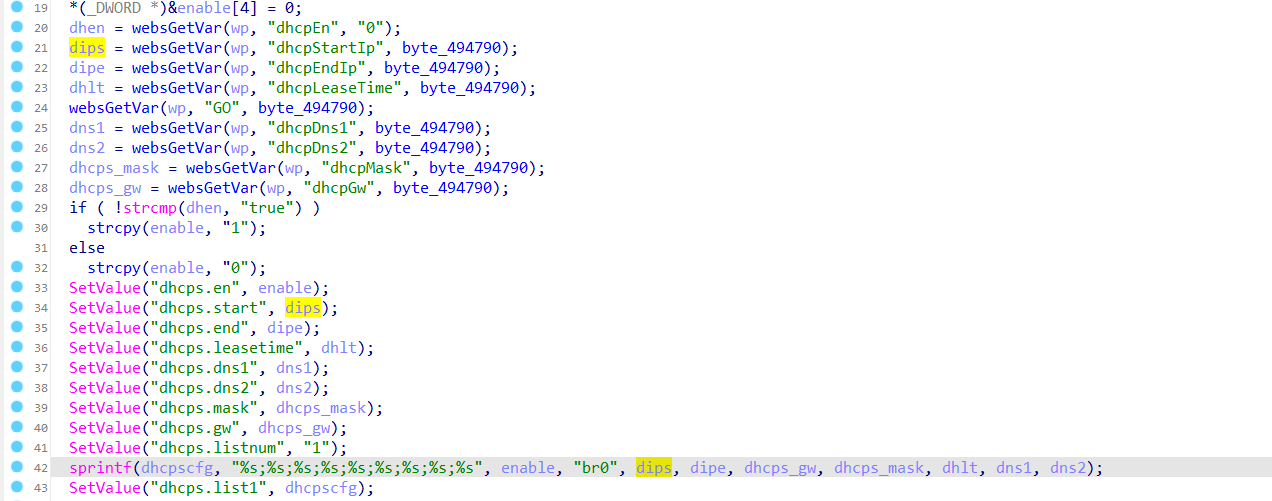 19 *(_DWORD *)&enable[4] = 0;
20 dhen = websGetVar(wp, "dhcpEn", "0");
21 dips = websGetVar(wp, "dhcpStartIp", byte_494790);
22 dipe = websGetVar(wp, "dhcpEndIp", byte_494790);
23 dhlt = websGetVar(wp, "dhcpLeaseTime", byte_494790);
24 websGetVar(wp, "GO", byte_494790);
25 dns1 = websGetVar(wp, "dhcpDns1", byte_494790);
26 dns2 = websGetVar(wp, "dhcpDns2", byte_494790);
27 dhcps_mask = websGetVar(wp, "dhcpMask", byte_494790);
28 dhcps_gw = websGetVar(wp, "dhcpGw", byte_494790);
29 if ( !strcmp(dhen, "true") )
30 strcpy(enable, "1");
31 else
32 strcpy(enable, "0");
33 SetValue("dhcps.en", enable);
34 SetValue("dhcps.start", dips);
35 SetValue("dhcps.end", dipe);
36 SetValue("dhcps.leasetime", dhlt);
37 SetValue("dhcps.dns1", dns1);
38 SetValue("dhcps.dns2", dns2);
39 SetValue("dhcps.mask", dhcps_mask);
40 SetValue("dhcps.gw", dhcps_gw);
41 SetValue("dhcps.listnum", "1");
42 sprintf(dhcpscfg, "%s;%s;%s;%s;%s;%s;%s;%s;%s", enable, "br0", dips, dipe, dhcps_gw, dhcps_mask, dhlt, dns1, dns2);
43 SetValue("dhcps.list1", dhcpscfg);